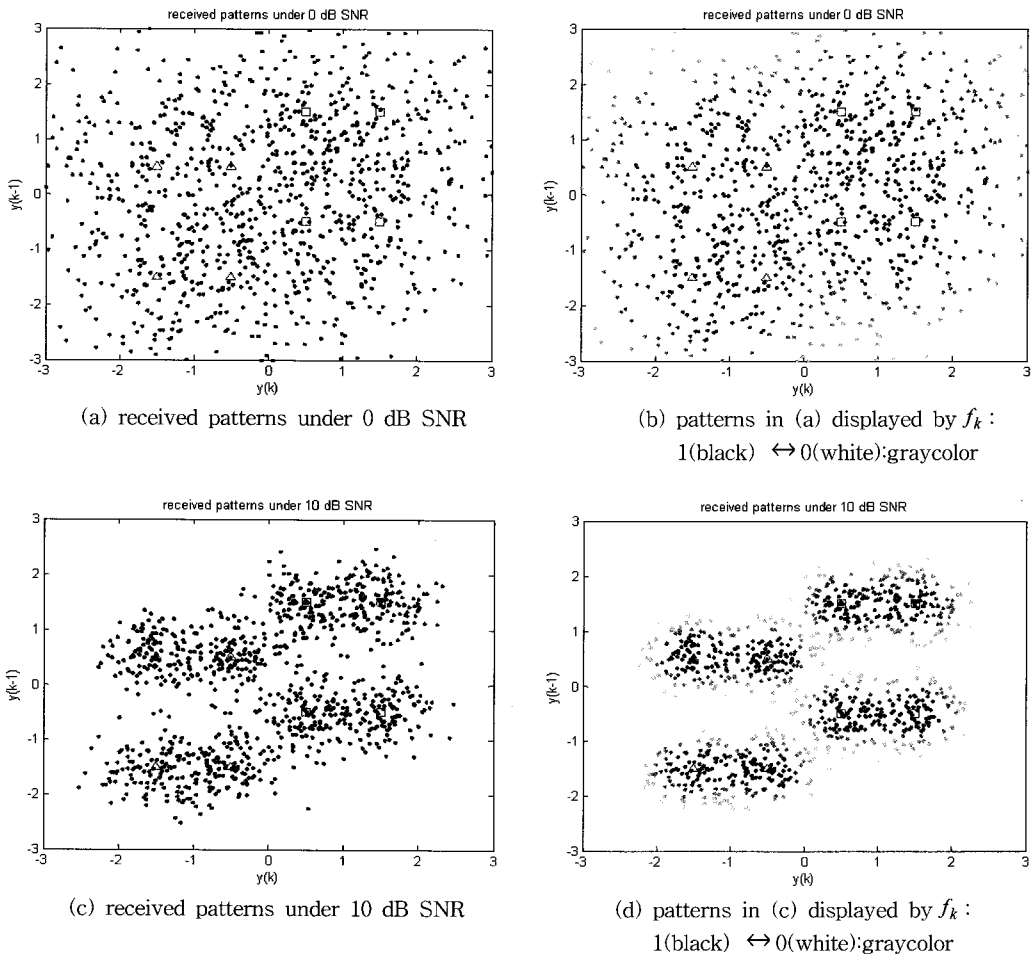 received patterns under 0 dB SNR
3
2
1
0
-1
-2
-3
-3 -2 -1 0 1 2 3
y(k-1)
y(k)
(a) received patterns under 0 dB SNR
received patterns under 0 dB SNR
3
2
1
0
-1
-2
-3
-3 -2 -1 0 1 2 3
y(k-1)
y(k)
(b) patterns in (a) displayed by f_k :
1(black) ↔ 0(white):graycolor
received patterns under 10 dB SNR
3
2
1
0
-1
-2
-3
-3 -2 -1 0 1 2 3
y(k-1)
y(k)
(c) received patterns under 10 dB SNR
received patterns under 10 dB SNR
3
2
1
0
-1
-2
-3
-3 -2 -1 0 1 2 3
y(k-1)
y(k)
(d) patterns in (c) displayed by f_k :
1(black) ↔ 0(white):graycolor